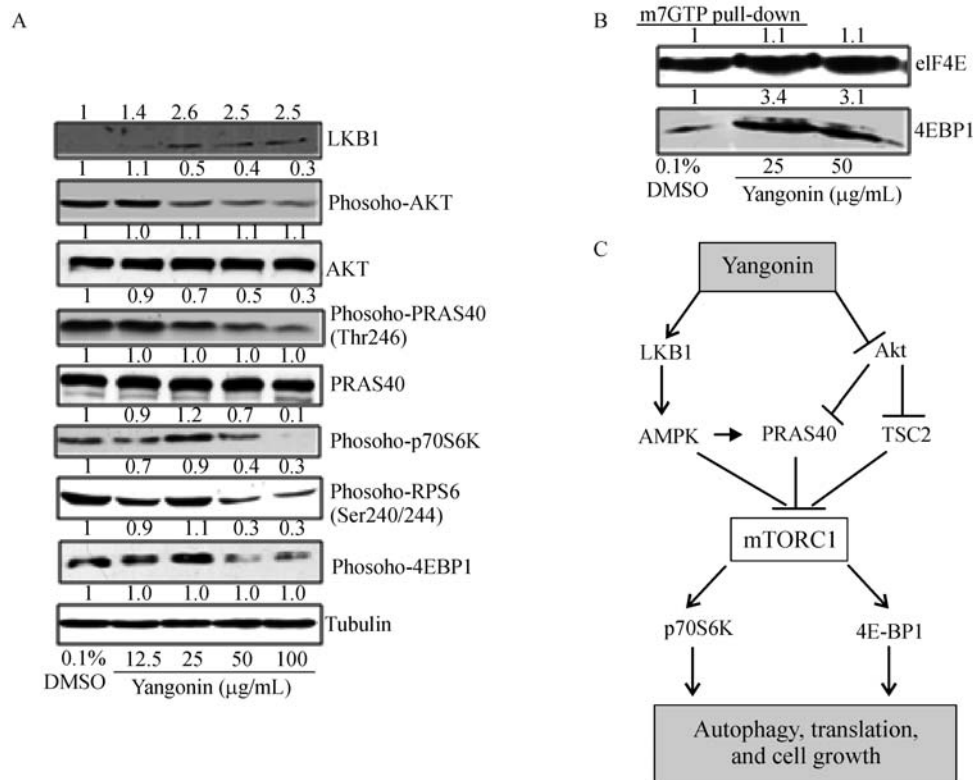 A
1 1.4 2.6 2.5 2.5
LKB1
1 1.1 0.5 0.4 0.3
Phosoho-AKT
1 1.0 1.1 1.1 1.1
AKT
1 0.9 0.7 0.5 0.3
Phosoho-PRAS40
(Thr246)
1 1.0 1.0 1.0 1.0
PRAS40
1 0.9 1.2 0.7 0.1
Phosoho-p70S6K
1 0.7 0.9 0.4 0.3
Phosoho-RPS6
(Ser240/244)
1 0.9 1.1 0.3 0.3
Phosoho-4EBP1
1 1.0 1.0 1.0 1.0
Tubulin
0.1% 12.5 25 50 100
DMSO Yangonin (μg/mL)
B
m7GTP pull-down
1 1.1 1.1
eIF4E
1 3.4 3.1
4EBP1
0.1% 25 50
DMSO Yangonin (μg/mL)
C
Yangonin
LKB1 Akt
AMPK PRAS40 TSC2
mTORC1
p70S6K 4E-BP1
Autophagy, translation,
and cell growth